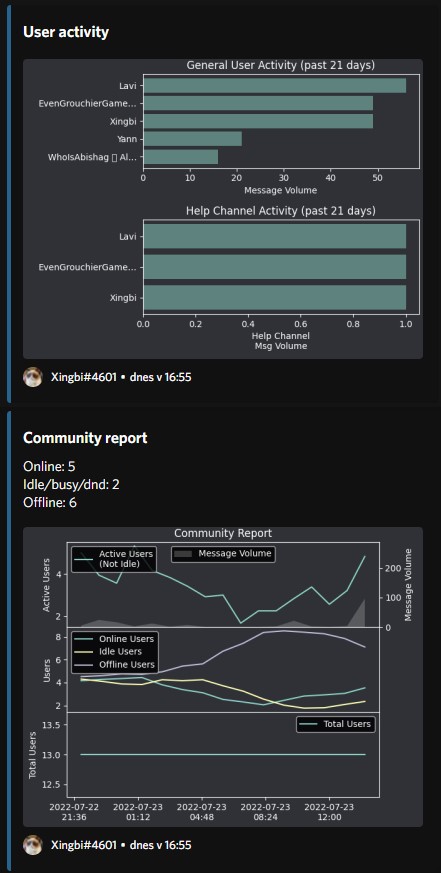 User activity
General User Activity (past 21 days)
Lavi
EvenGrouchierGame...
Xingbi
Yann
WhoIsAbishag ▯ Al...
0 10 20 30 40 50
Message Volume
Help Channel Activity (past 21 days)
Lavi
EvenGrouchierGame...
Xingbi
0.0 0.2 0.4 0.6 0.8 1.0
Help Channel
Msg Volume
Xingbi#4601 • dnes v 16:55
Community report
Online: 5
Idle/busy/dnd: 2
Offline: 6
Community Report
Active Users
(Not Idle)
Message Volume
Active Users
4
2
Message Volume
200
100
0
Online Users
Idle Users
Offline Users
Users
8
6
4
2
Total Users
Total Users
13.5
13.0
12.5
2022-07-22 2022-07-23 2022-07-23 2022-07-23 2022-07-23
21:36 01:12 04:48 08:24 12:00
Xingbi#4601 • dnes v 16:55